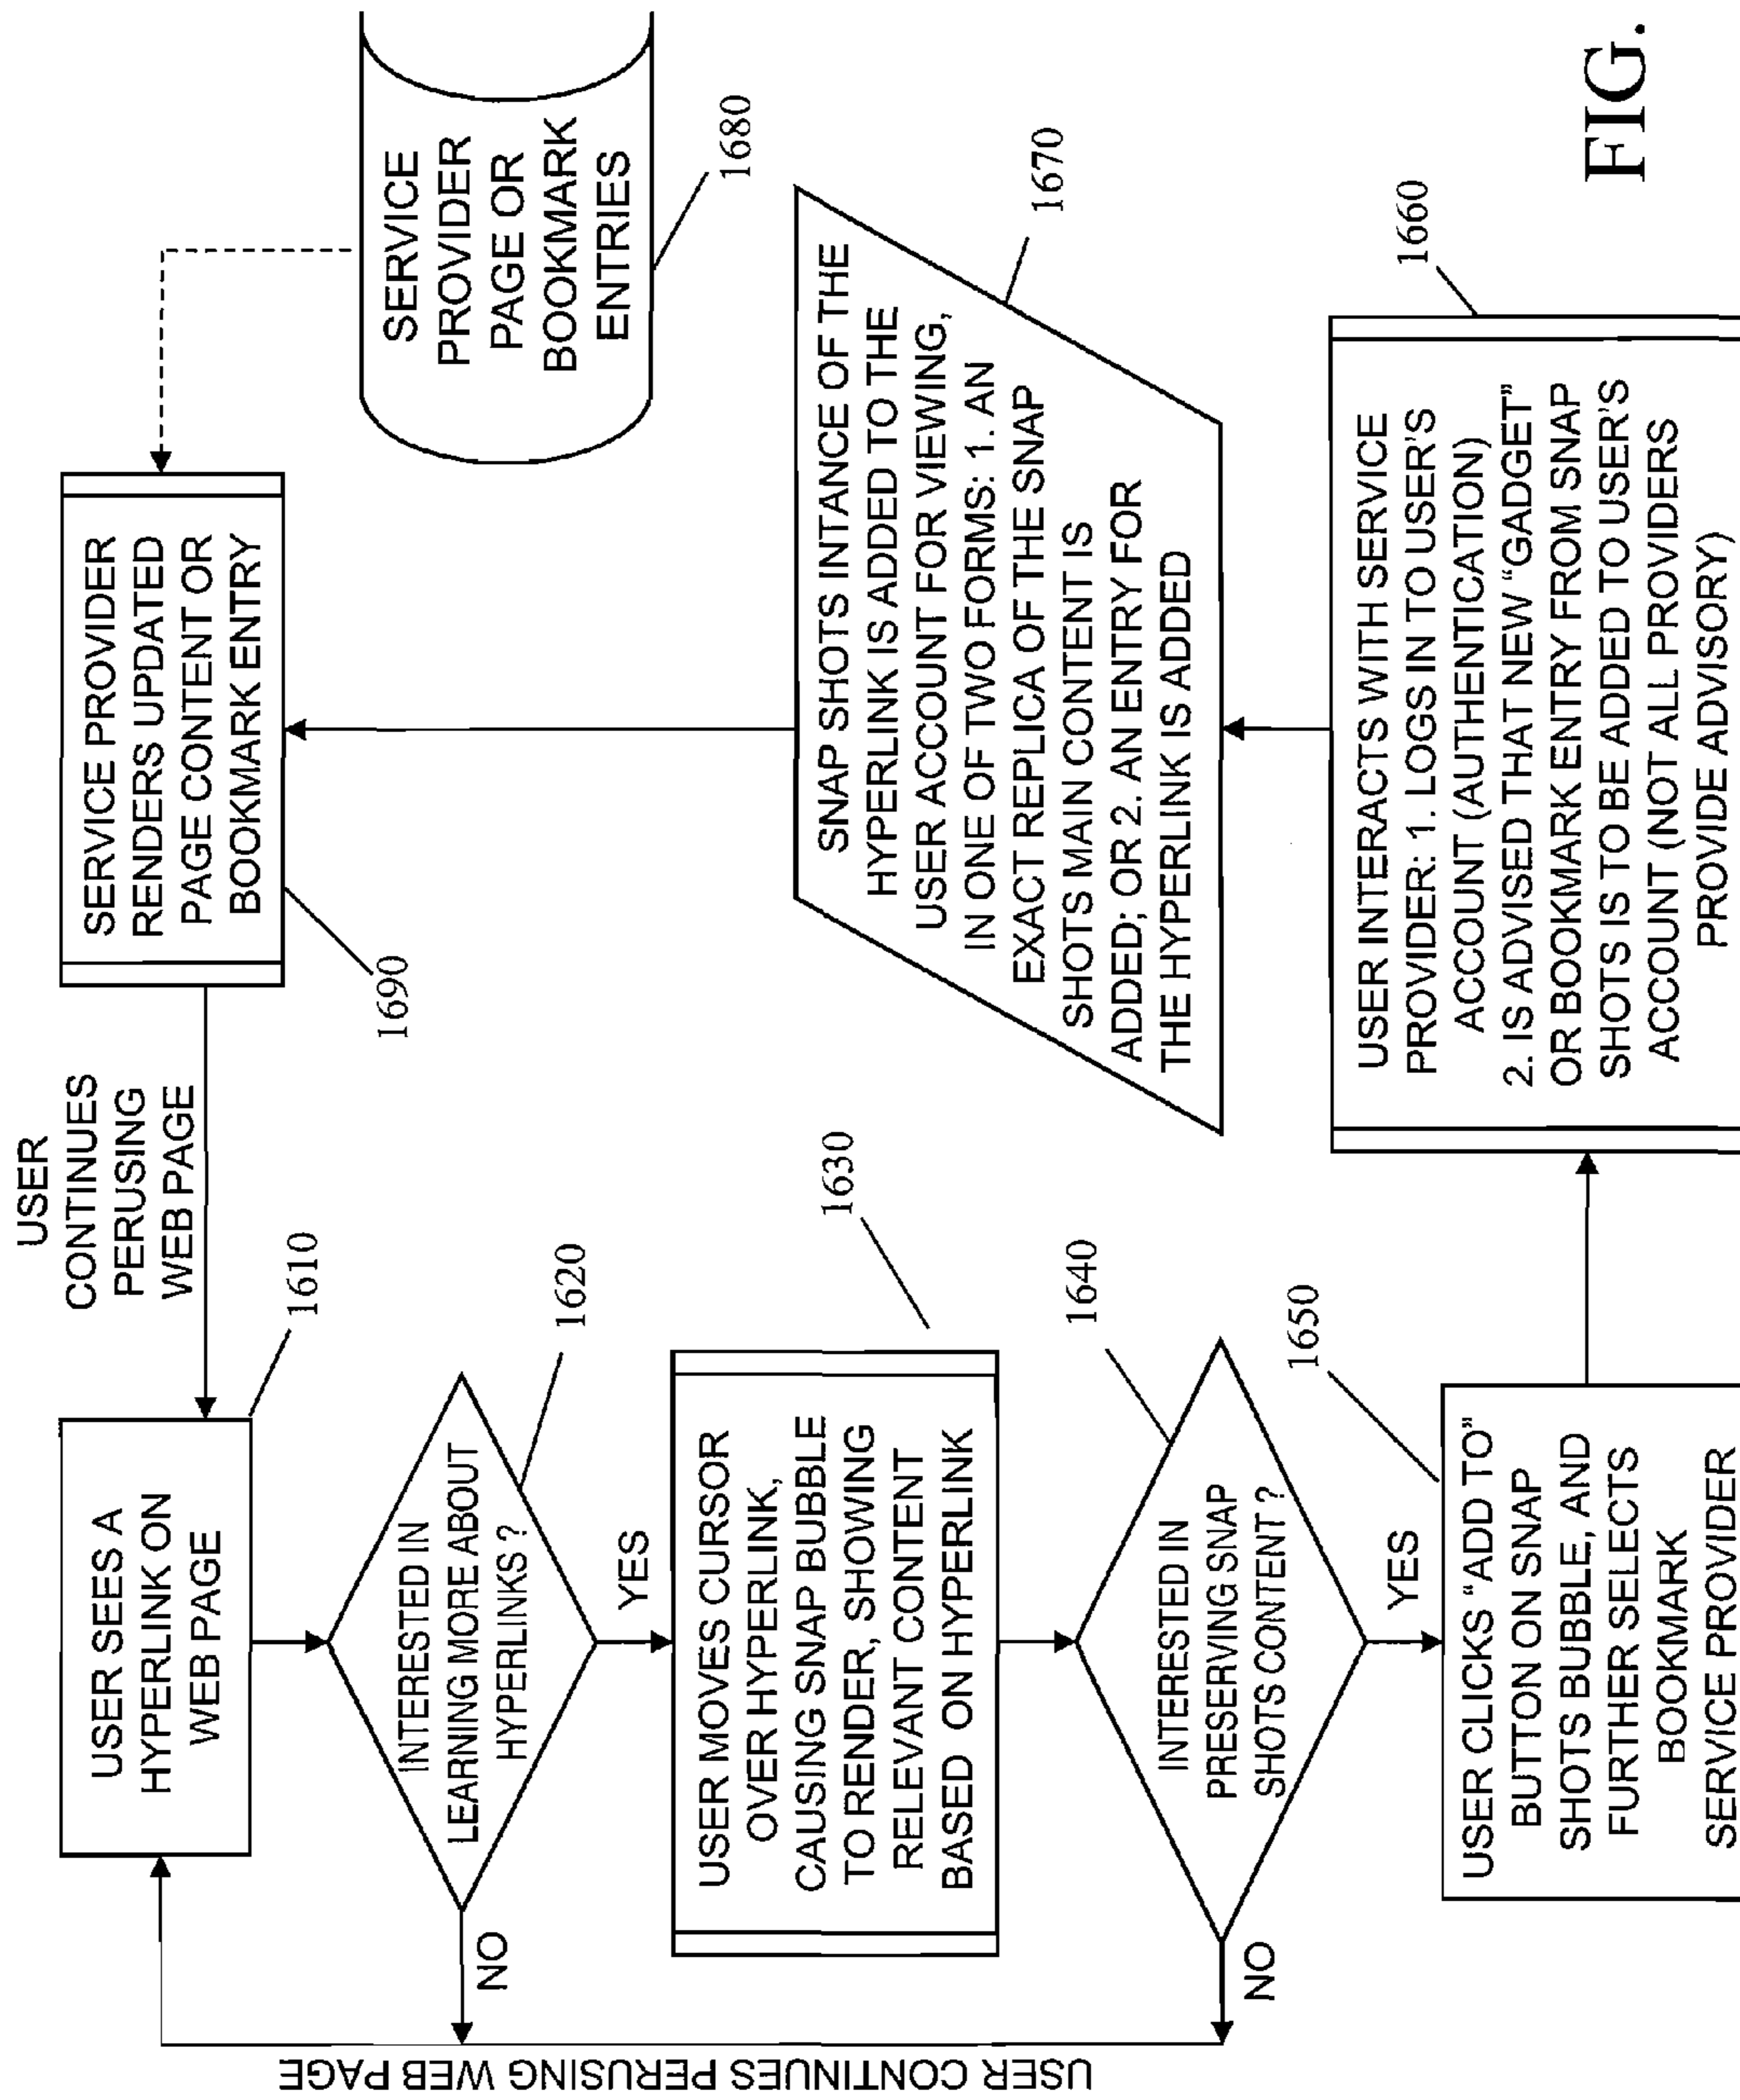 USER SEES A
HYPERLINK ON
WEB PAGE
1610
INTERESTED IN
LEARNING MORE ABOUT
HYPERLINKS ?
1620
NO
YES
USER MOVES CURSOR
OVER HYPERLINK,
CAUSING SNAP BUBBLE
TO RENDER, SHOWING
RELEVANT CONTENT
BASED ON HYPERLINK
1630
INTERESTED IN
PRESERVING SNAP
SHOTS CONTENT ?
1640
NO
YES
USER CONTINUES PERUSING WEB PAGE
USER CLICKS “ADD TO”
BUTTON ON SNAP
SHOTS BUBBLE, AND
FURTHER SELECTS
BOOKMARK
SERVICE PROVIDER
1650
USER INTERACTS WITH SERVICE
PROVIDER: 1. LOGS IN TO USER'S
ACCOUNT (AUTHENTICATION)
2. IS ADVISED THAT NEW “GADGET”
OR BOOKMARK ENTRY FROM SNAP
SHOTS IS TO BE ADDED TO USER'S
ACCOUNT (NOT ALL PROVIDERS
PROVIDE ADVISORY)
1660
SNAP SHOTS INTANCE OF THE
HYPERLINK IS ADDED TO THE
USER ACCOUNT FOR VIEWING,
IN ONE OF TWO FORMS: 1. AN
EXACT REPLICA OF THE SNAP
SHOTS MAIN CONTENT IS
ADDED; OR 2. AN ENTRY FOR
THE HYPERLINK IS ADDED
1670
SERVICE
PROVIDER
PAGE OR
BOOKMARK
ENTRIES
1680
SERVICE PROVIDER
RENDERS UPDATED
PAGE CONTENT OR
BOOKMARK ENTRY
1690
USER
CONTINUES
PERUSING
WEB PAGE
FIG.